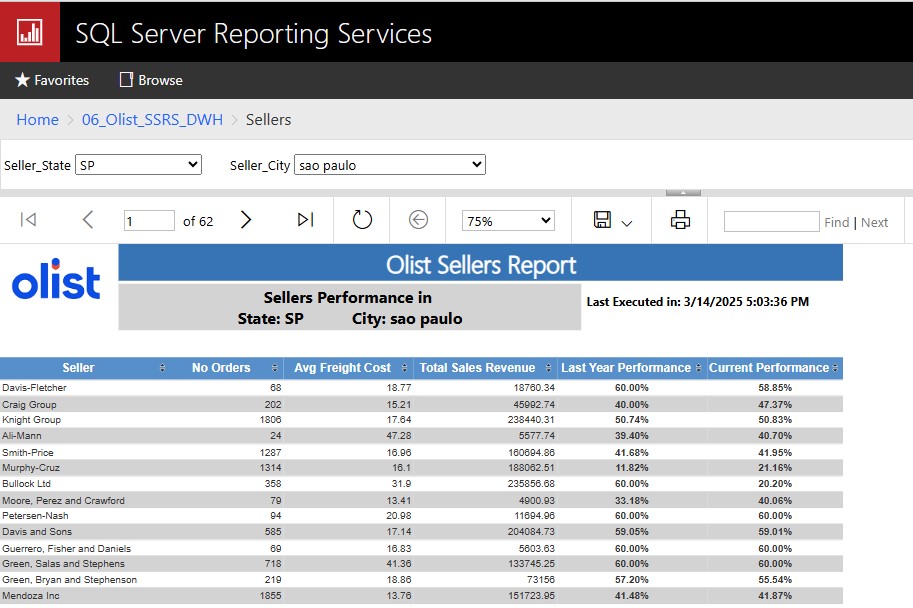 SQL Server Reporting Services
Favorites Browse
Home > 06_Olist_SSRS_DWH > Sellers
Seller_State SP Seller_City sao paulo
1 of 62 75% Find | Next
olist
Olist Sellers Report
Sellers Performance in
State: SP City: sao paulo
Last Executed in: 3/14/2025 5:03:36 PM
Seller No Orders Avg Freight Cost Total Sales Revenue Last Year Performance Current Performance
Davis-Fletcher 68 18.77 18760.34 60.00% 58.85%
Craig Group 202 15.21 45992.74 40.00% 47.37%
Knight Group 1806 17.64 238440.31 50.74% 50.83%
Ali-Mann 24 47.28 5577.74 39.40% 40.70%
Smith-Price 1287 16.96 160694.86 41.68% 41.95%
Murphy-Cruz 1314 16.1 188062.51 11.82% 21.16%
Bullock Ltd 358 31.9 235856.68 60.00% 20.20%
Moore, Perez and Crawford 79 13.41 4900.93 33.18% 40.06%
Petersen-Nash 94 20.98 11694.96 60.00% 60.00%
Davis and Sons 585 17.14 204084.73 59.05% 59.01%
Guerrero, Fisher and Daniels 69 16.83 5603.63 60.00% 60.00%
Green, Salas and Stephens 718 41.36 133745.25 60.00% 60.00%
Green, Bryan and Stephenson 219 18.86 73156 57.20% 55.54%
Mendoza Inc 1855 13.76 151723.95 41.48% 41.87%